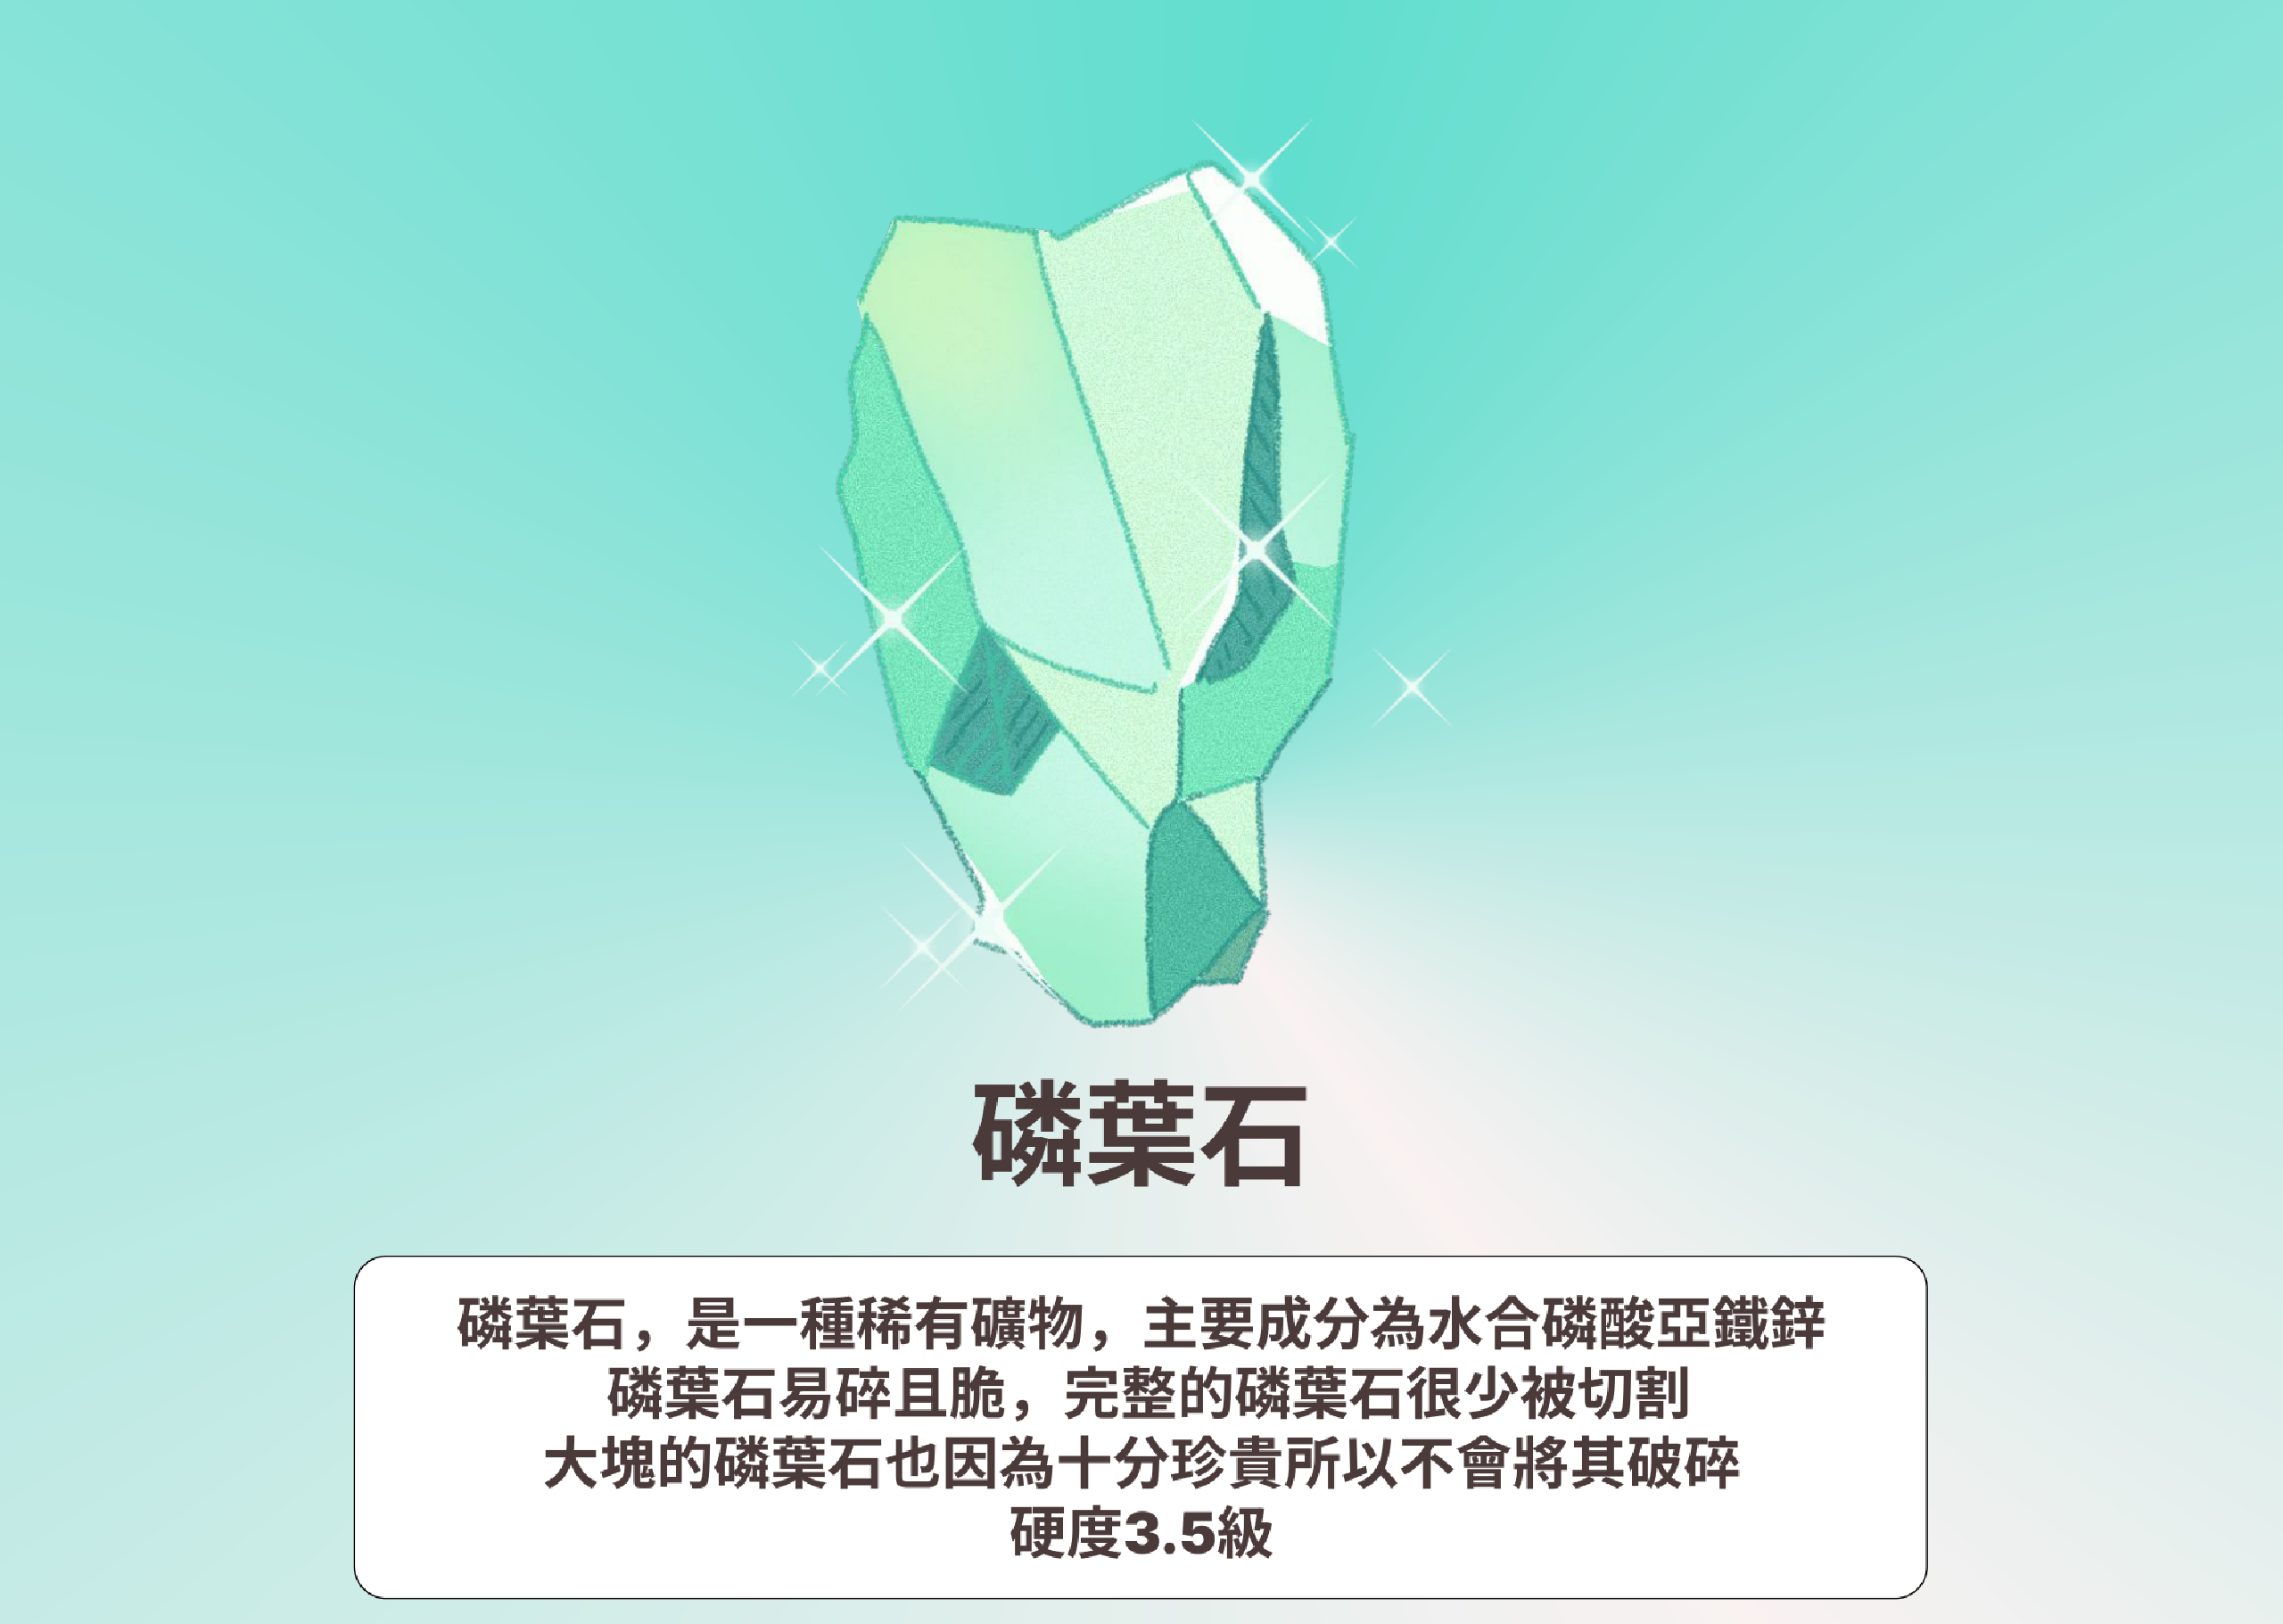 磷葉石
磷葉石，是一種稀有礦物，主要成分為水合磷酸亞鐵鋅
磷葉石易碎且脆，完整的磷葉石很少被切割
大塊的磷葉石也因為十分珍貴所以不會將其破碎
硬度3.5級